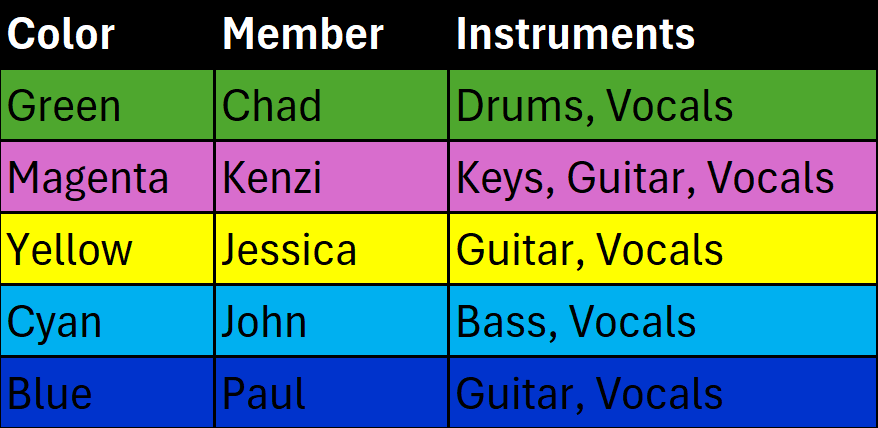 Color Member Instruments
Green Chad Drums, Vocals
Magenta Kenzi Keys, Guitar, Vocals
Yellow Jessica Guitar, Vocals
Cyan John Bass, Vocals
Blue Paul Guitar, Vocals